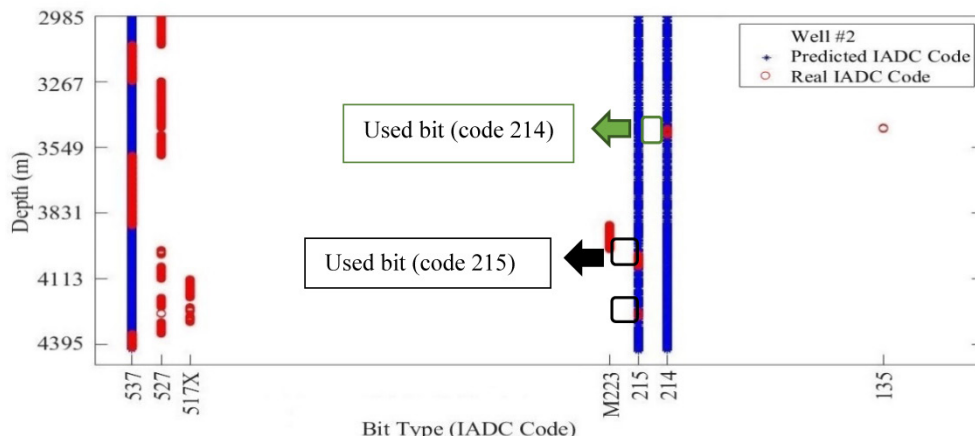 2985
3267
3549
3831
4113
4395
Depth (m)
Well #2
Predicted IADC Code
Real IADC Code
Used bit (code 214)
Used bit (code 215)
537
527
517X
M223
215
214
135
Bit Type (IADC Code)